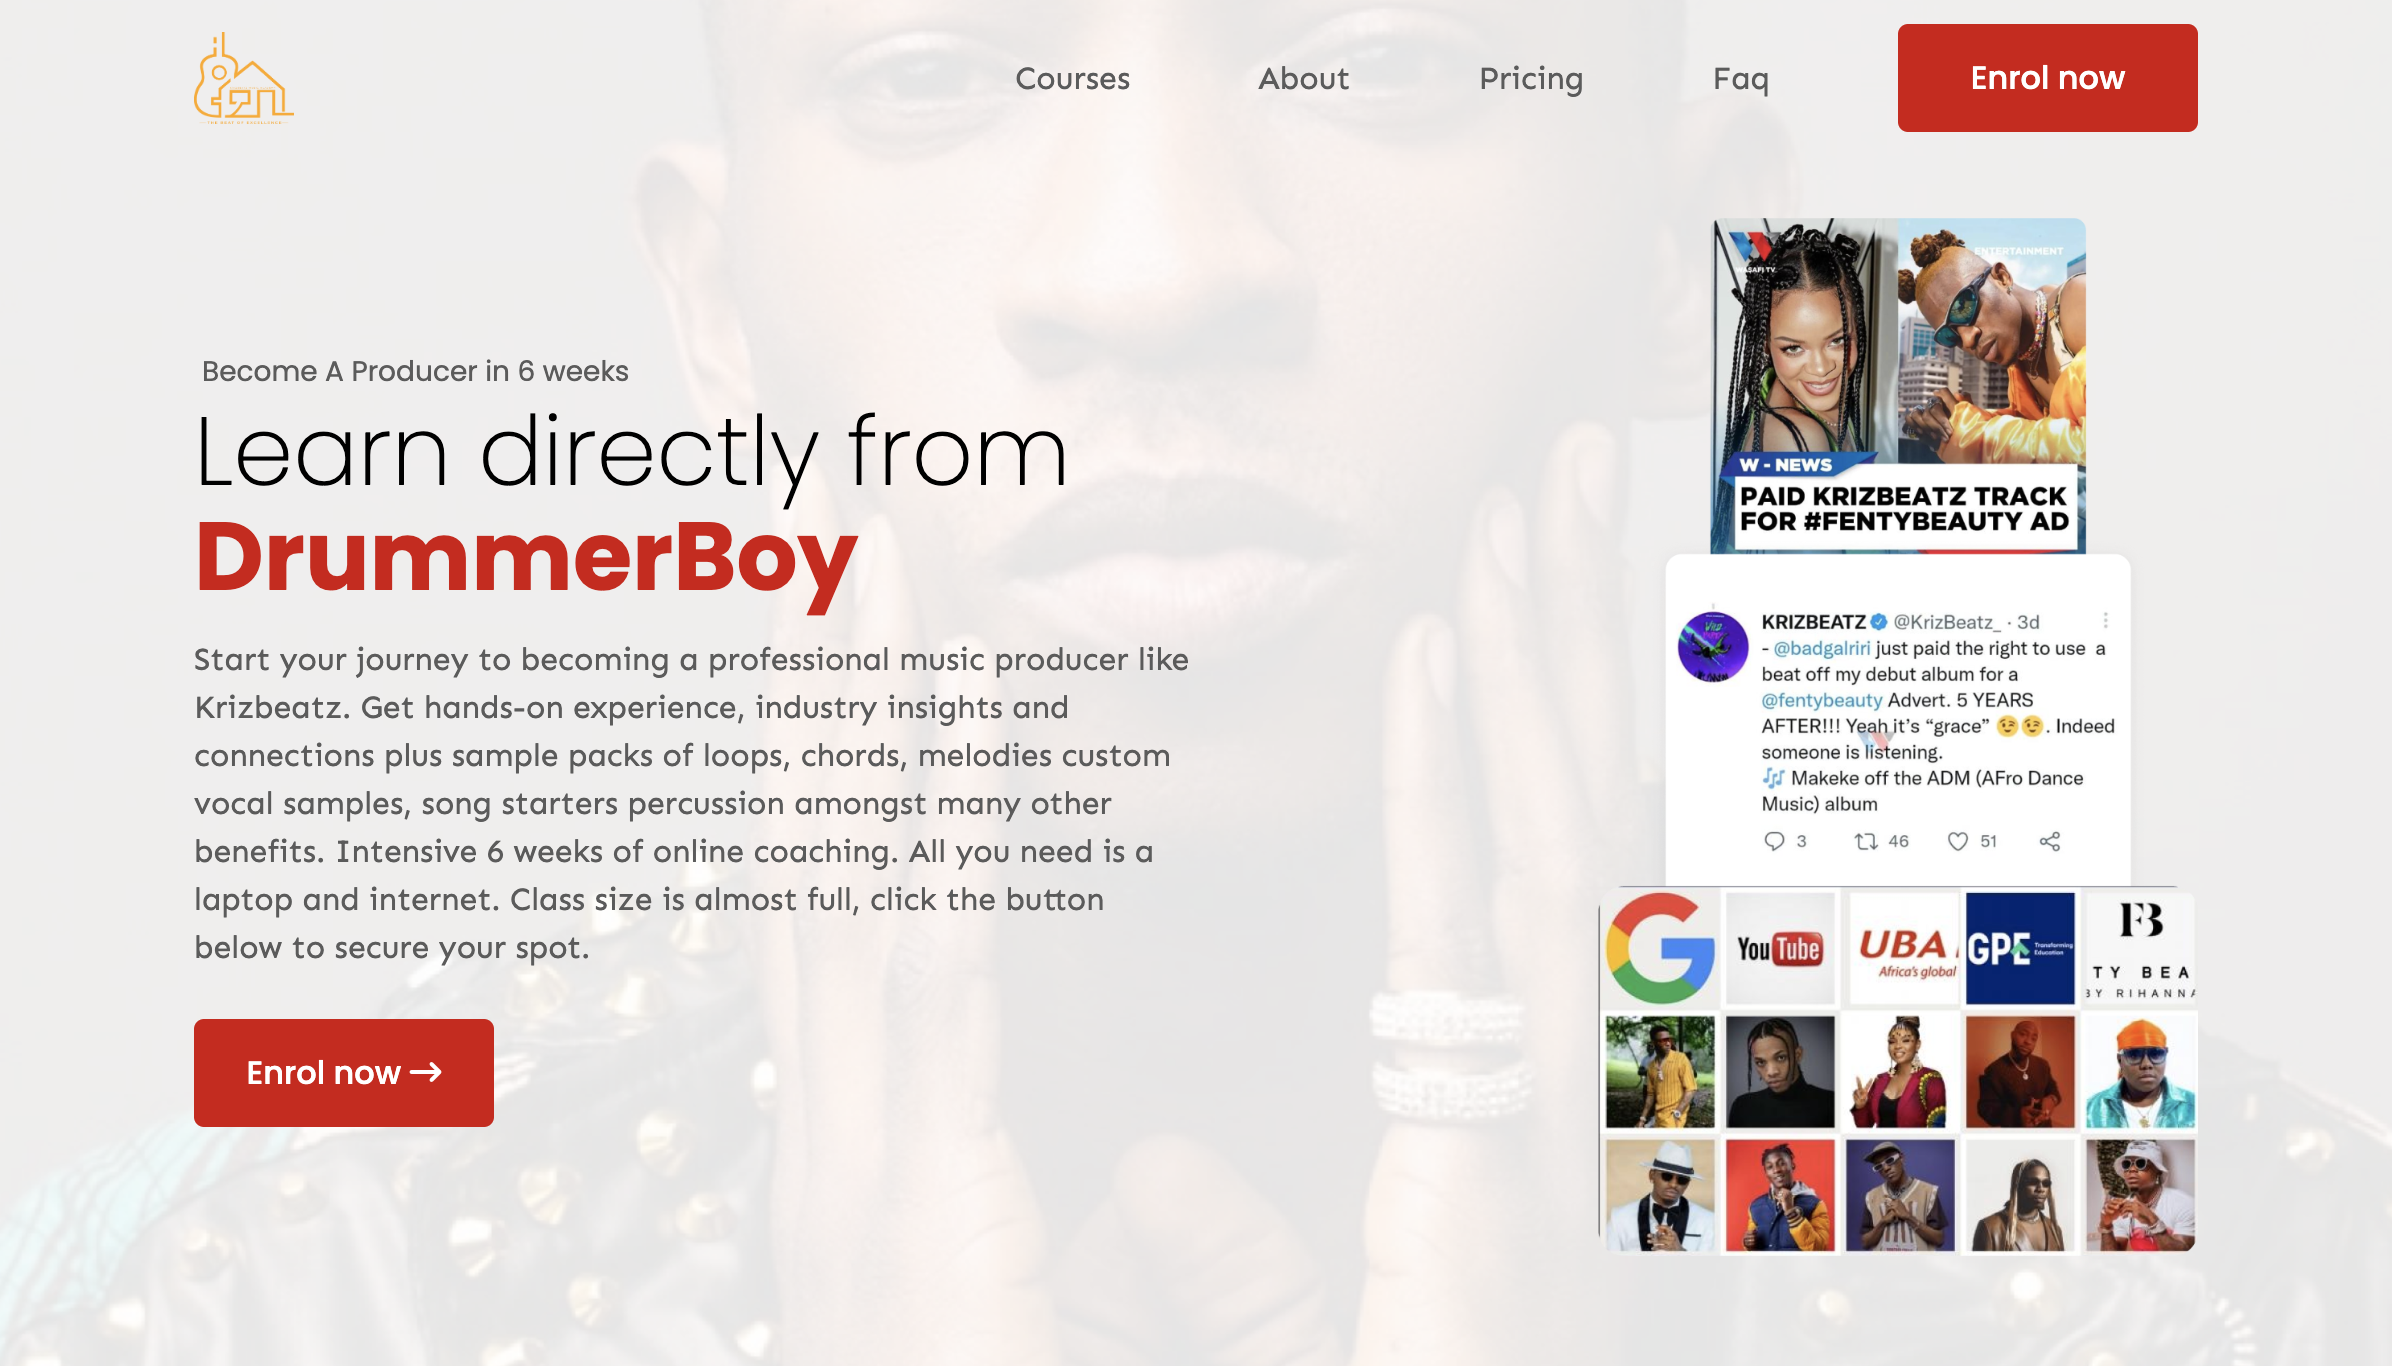 Courses
About
Pricing
Faq
Enrol now
Become A Producer in 6 weeks
Learn directly from
DrummerBoy
Start your journey to becoming a professional music producer like
Krizbeatz. Get hands-on experience, industry insights and
connections plus sample packs of loops, chords, melodies custom
vocal samples, song starters percussion amongst many other
benefits. Intensive 6 weeks of online coaching. All you need is a
laptop and internet. Class size is almost full, click the button
below to secure your spot.
Enrol now →
WASAFI TV
ENTERTAINMENT
W - NEWS
PAID KRIZBEATZ TRACK
FOR #FENTYBEAUTY AD
KRIZBEATZ @KrizBeatz_ · 3d
- @badgalriri just paid the right to use a
beat off my debut album for a
@fentybeauty Advert. 5 YEARS
AFTER!!! Yeah it's “grace” 😉😉. Indeed
someone is listening.
🎶 Makeke off the ADM (AFro Dance
Music) album
3 46 51
YouTube
UBA
Africa's global
GPE Transforming
Education
FB
TY BEA
BY RIHANNA